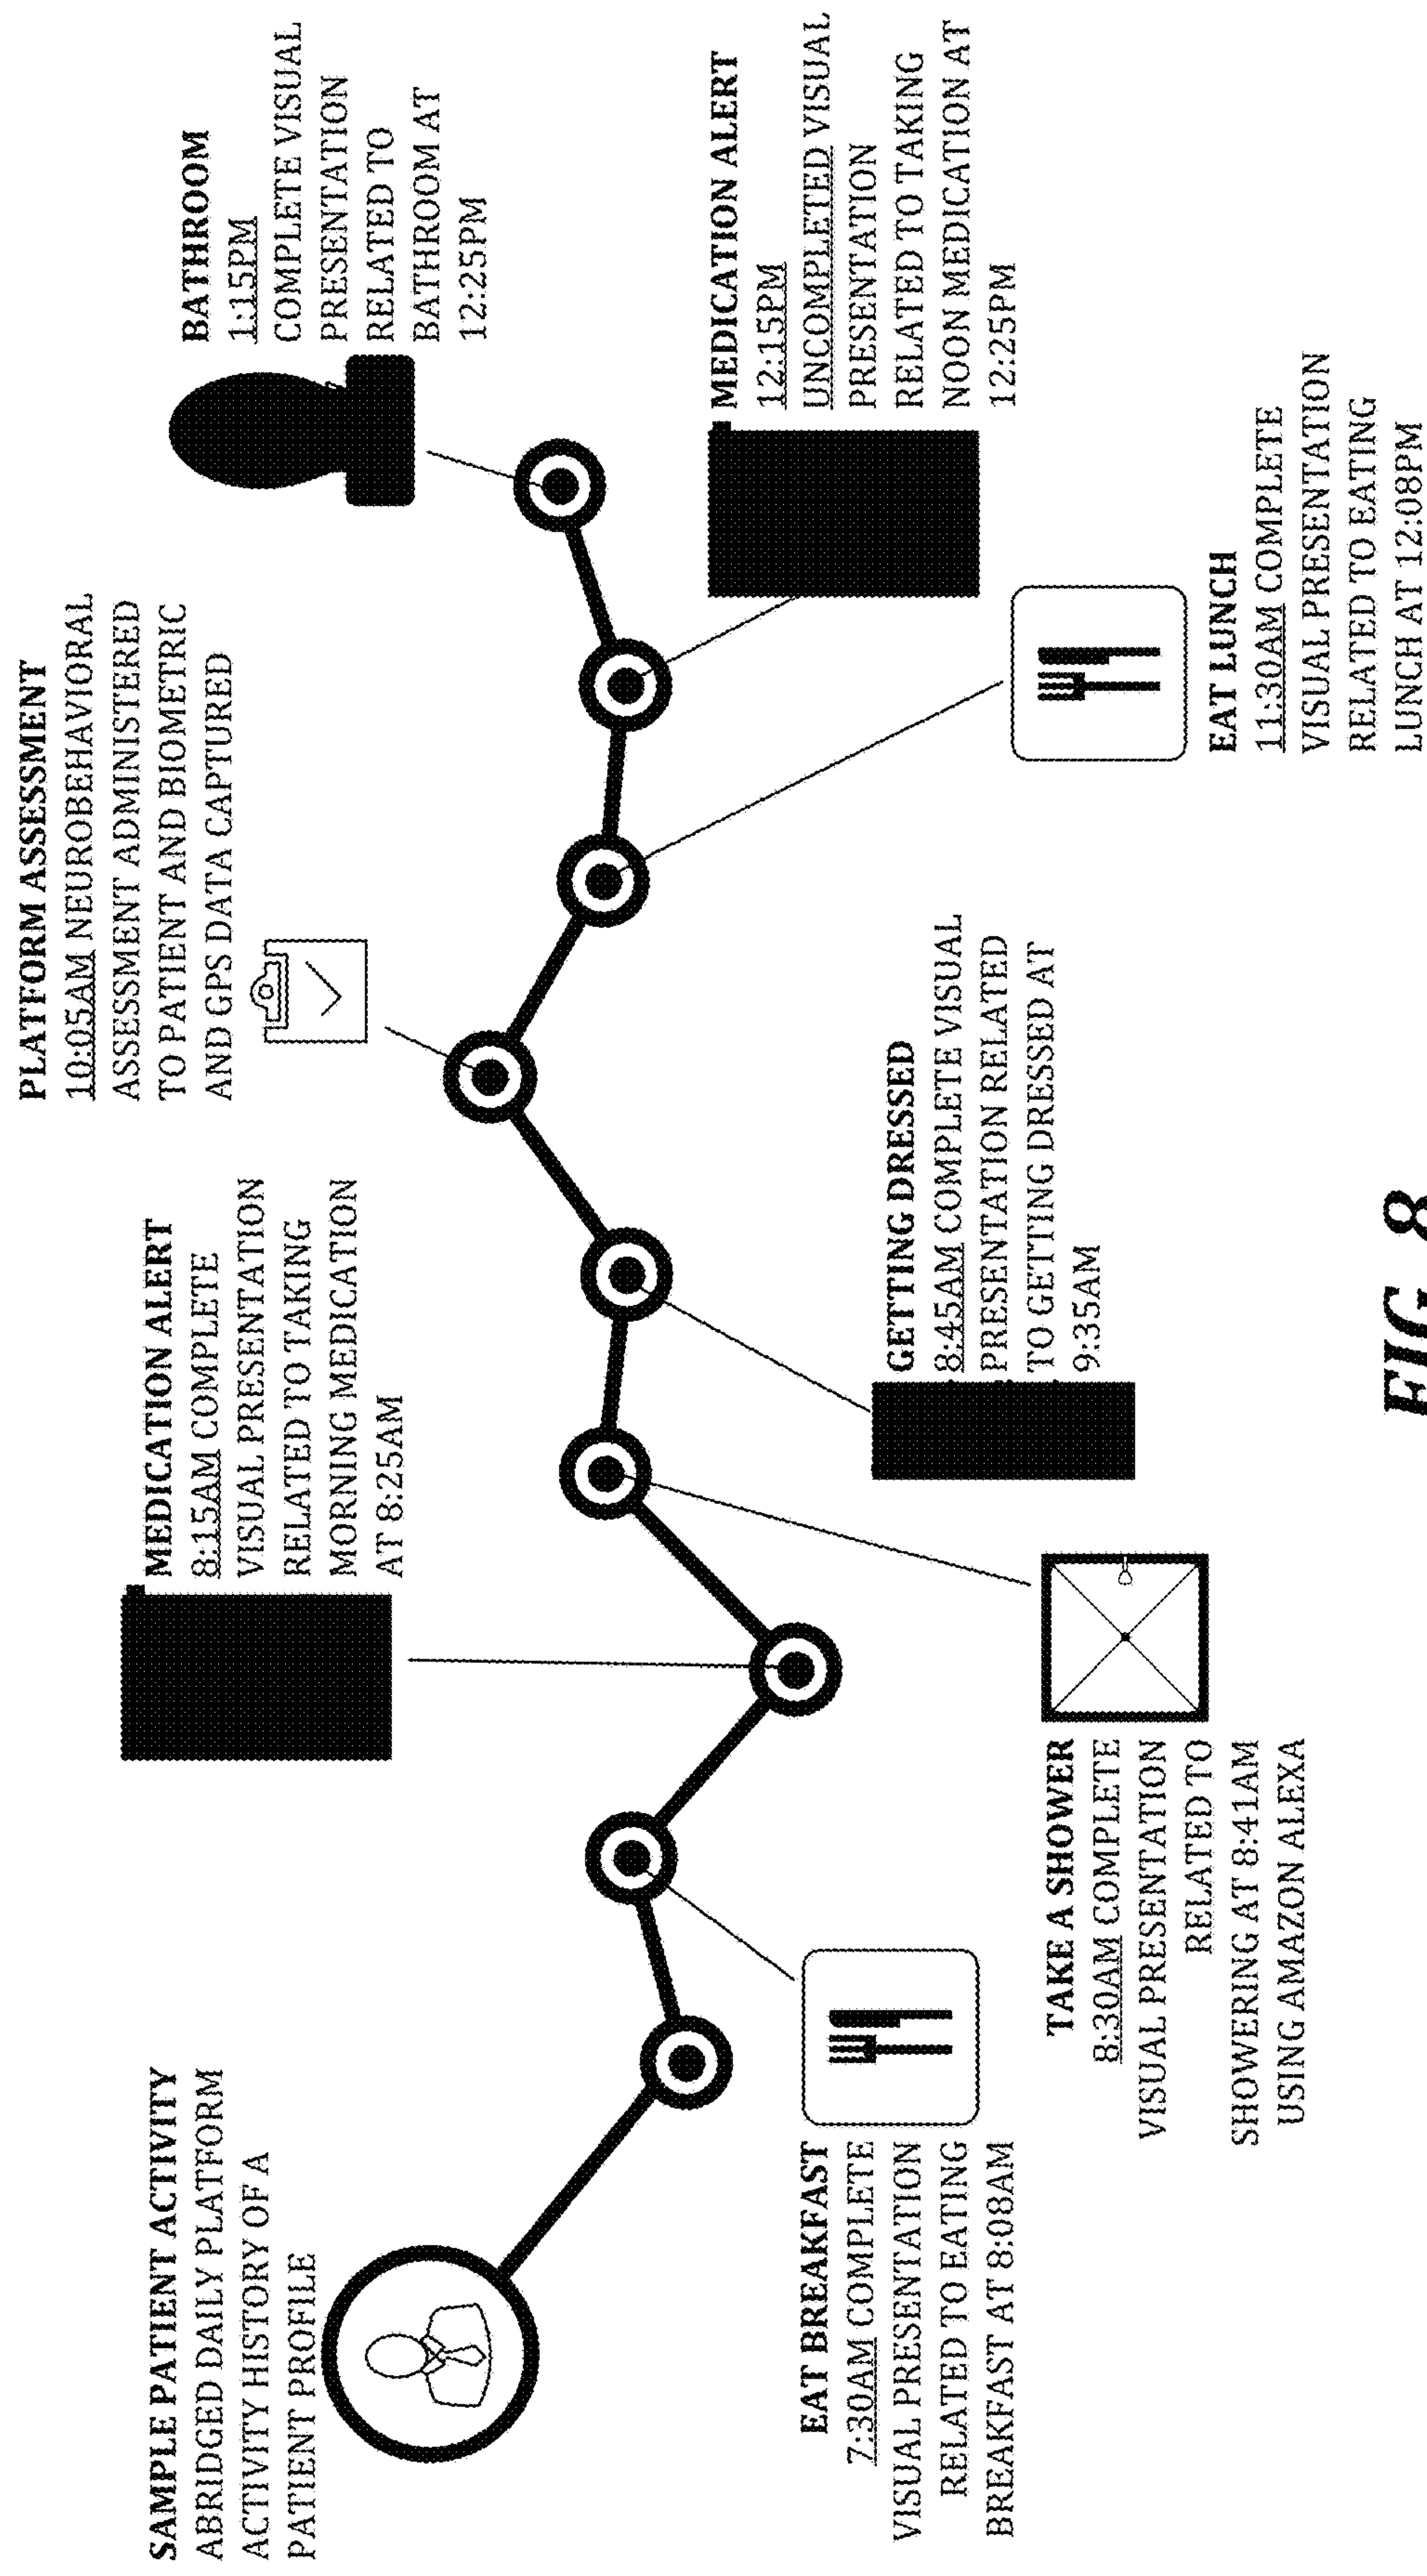 SAMPLE PATIENT ACTIVITY
ABRIDGED DAILY PLATFORM
ACTIVITY HISTORY OF A
PATIENT PROFILE
EAT BREAKFAST
7:30AM COMPLETE
VISUAL PRESENTATION
RELATED TO EATING
BREAKFAST AT 8:08AM
MEDICATION ALERT
8:15AM COMPLETE
VISUAL PRESENTATION
RELATED TO TAKING
MORNING MEDICATION
AT 8:25AM
TAKE A SHOWER
8:30AM COMPLETE
VISUAL PRESENTATION
RELATED TO
SHOWERING AT 8:41AM
USING AMAZON ALEXA
GETTING DRESSED
8:45AM COMPLETE VISUAL
PRESENTATION RELATED
TO GETTING DRESSED AT
9:35AM
PLATFORM ASSESSMENT
10:05AM NEUROBEHAVIORAL
ASSESSMENT ADMINISTERED
TO PATIENT AND BIOMETRIC
AND GPS DATA CAPTURED
EAT LUNCH
11:30AM COMPLETE
VISUAL PRESENTATION
RELATED TO EATING
LUNCH AT 12:08PM
MEDICATION ALERT
12:15PM
UNCOMPLETED VISUAL
PRESENTATION
RELATED TO TAKING
NOON MEDICATION AT
12:25PM
BATHROOM
1:15PM
COMPLETE VISUAL
PRESENTATION
RELATED TO
BATHROOM AT
12:25PM
FIG. 8